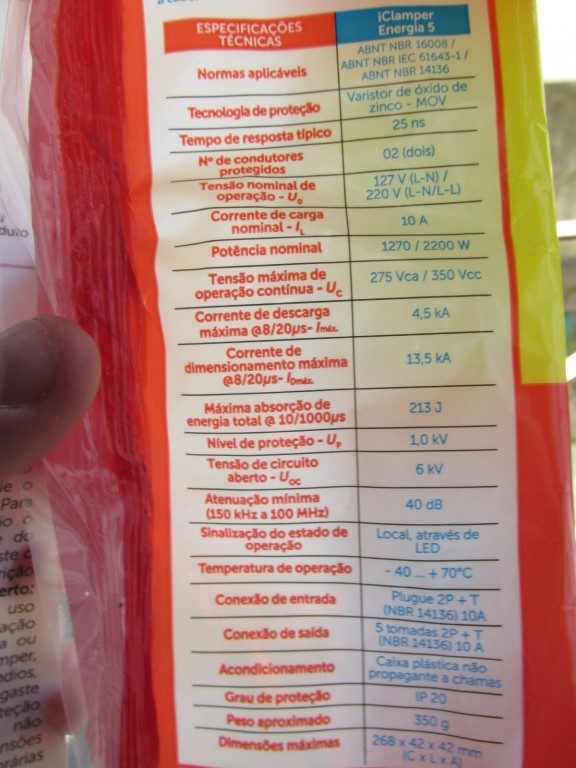 ESPECIFICAÇÕES
TÉCNICAS
iClamper
Energia 5
Normas aplicáveis
ABNT NBR 16008 /
ABNT NBR IEC 61643-1 /
ABNT NBR 14136
Tecnologia de proteção
Varistor de óxido de
zinco - MOV
Tempo de resposta típico
25 ns
Nº de condutores
protegidos
02 (dois)
Tensão nominal de
operação - U₀
127 V (L-N) /
220 V (L-N/L-L)
Corrente de carga
nominal - IL
10 A
Potência nominal
1270 / 2200 W
Tensão máxima de
operação contínua - UC
275 Vca / 350 Vcc
Corrente de descarga
máxima @8/20µs- Imáx.
4,5 kA
Corrente de
dimensionamento máxima
@8/20µs- IDmáx.
13,5 kA
Máxima absorção de
energia total @ 10/1000µs
213 J
Nível de proteção - UP
1,0 kV
Tensão de circuito
aberto - UOC
6 kV
Atenuação mínima
(150 kHz a 100 MHz)
40 dB
Sinalização do estado de
operação
Local, através de
LED
Temperatura de operação
- 40 ... + 70°C
Conexão de entrada
Plugue 2P + T
(NBR 14136) 10A
Conexão de saída
5 tomadas 2P + T
(NBR 14136) 10 A
Acondicionamento
Caixa plástica não
propagante a chamas
Grau de proteção
IP 20
Peso aproximado
350 g
Dimensões máximas
268 x 42 x 42 mm
(C x L x A)
e o
Para
o
do
erto:
uso
ou
não